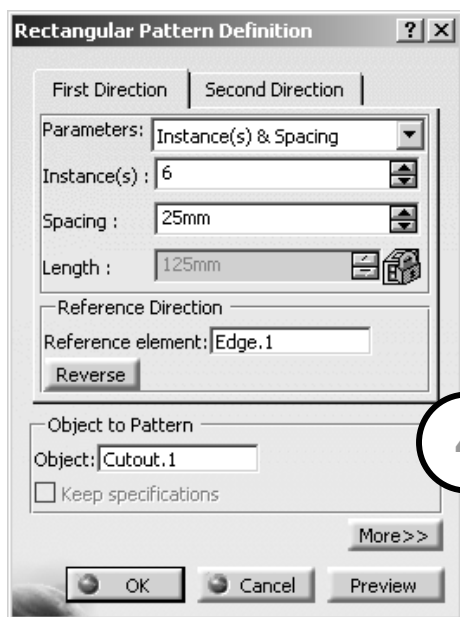 Rectangular Pattern Definition ? X
First Direction Second Direction
Parameters: Instance(s) & Spacing
Instance(s) : 6
Spacing : 25mm
Length : 125mm
Reference Direction
Reference element: Edge.1
Reverse
Object to Pattern
Object: Cutout.1
Keep specifications
More>>
OK Cancel Preview